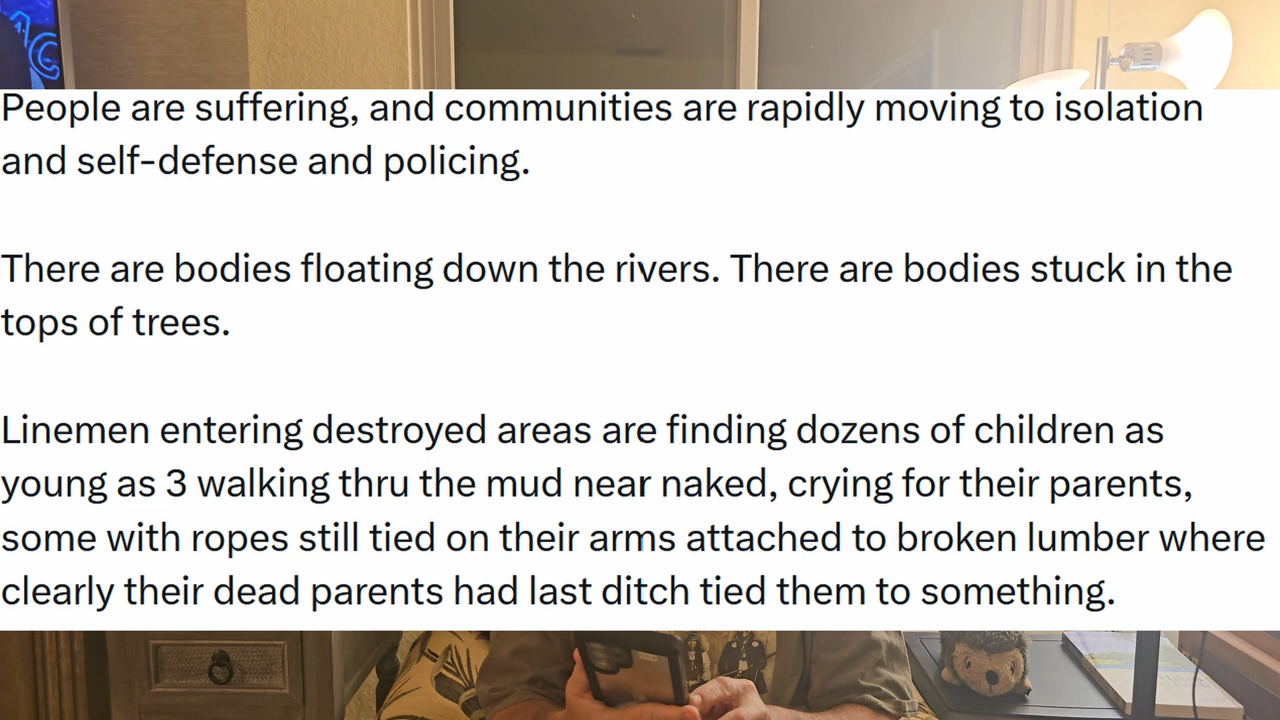 People are suffering, and communities are rapidly moving to isolation
and self-defense and policing.
There are bodies floating down the rivers. There are bodies stuck in the
tops of trees.
Linemen entering destroyed areas are finding dozens of children as
young as 3 walking thru the mud near naked, crying for their parents,
some with ropes still tied on their arms attached to broken lumber where
clearly their dead parents had last ditch tied them to something.